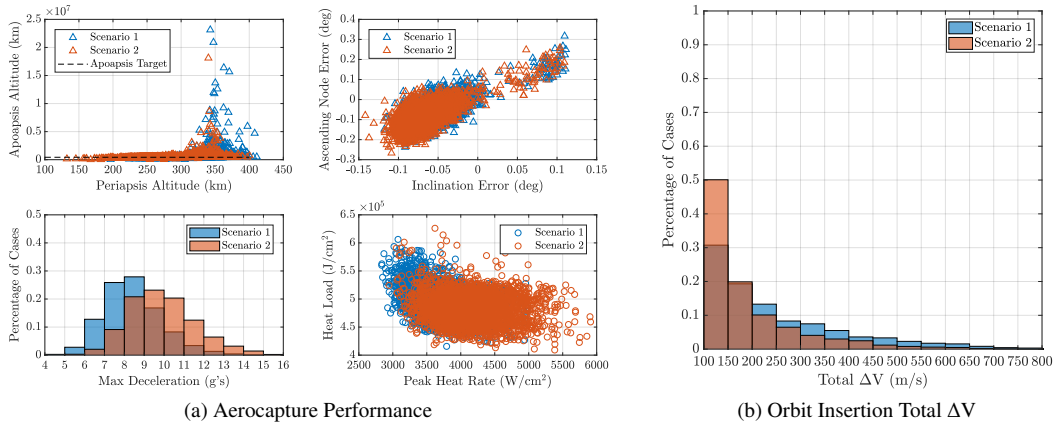 ×10⁷
2.5
2
1.5
1
0.5
0
100 150 200 250 300 350 400 450
Apoapsis Altitude (km)
Periapsis Altitude (km)
Scenario 1
Scenario 2
Apoapsis Target
0.4
0.3
0.2
0.1
0
-0.1
-0.2
-0.3
-0.15 -0.1 -0.05 0 0.05 0.1 0.15
Ascending Node Error (deg)
Inclination Error (deg)
Scenario 1
Scenario 2
0.5
0.4
0.3
0.2
0.1
0
4 5 6 7 8 9 10 11 12 13 14 15 16
Percentage of Cases
Max Deceleration (g's)
Scenario 1
Scenario 2
×10⁵
6.5
6
5.5
5
4.5
4
2500 3000 3500 4000 4500 5000 5500 6000
Heat Load (J/cm²)
Peak Heat Rate (W/cm²)
Scenario 1
Scenario 2
(a) Aerocapture Performance
1
0.9
0.8
0.7
0.6
0.5
0.4
0.3
0.2
0.1
0
100 150 200 250 300 350 400 450 500 550 600 650 700 750 800
Percentage of Cases
Total ΔV (m/s)
Scenario 1
Scenario 2
(b) Orbit Insertion Total ΔV